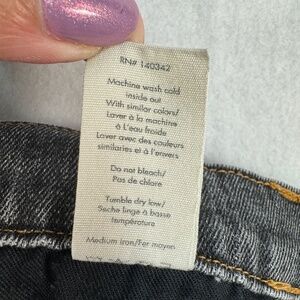 RN# 140342
Machine wash cold
inside out
With similar colors/
Laver à la machine
à L'eau froide
Laver avec des couleurs
similaries et à l'envers
Do not bleach/
Pas de chlore
Tumble dry low/
Seche linge à basse
température
Medium iron/Fer moyen